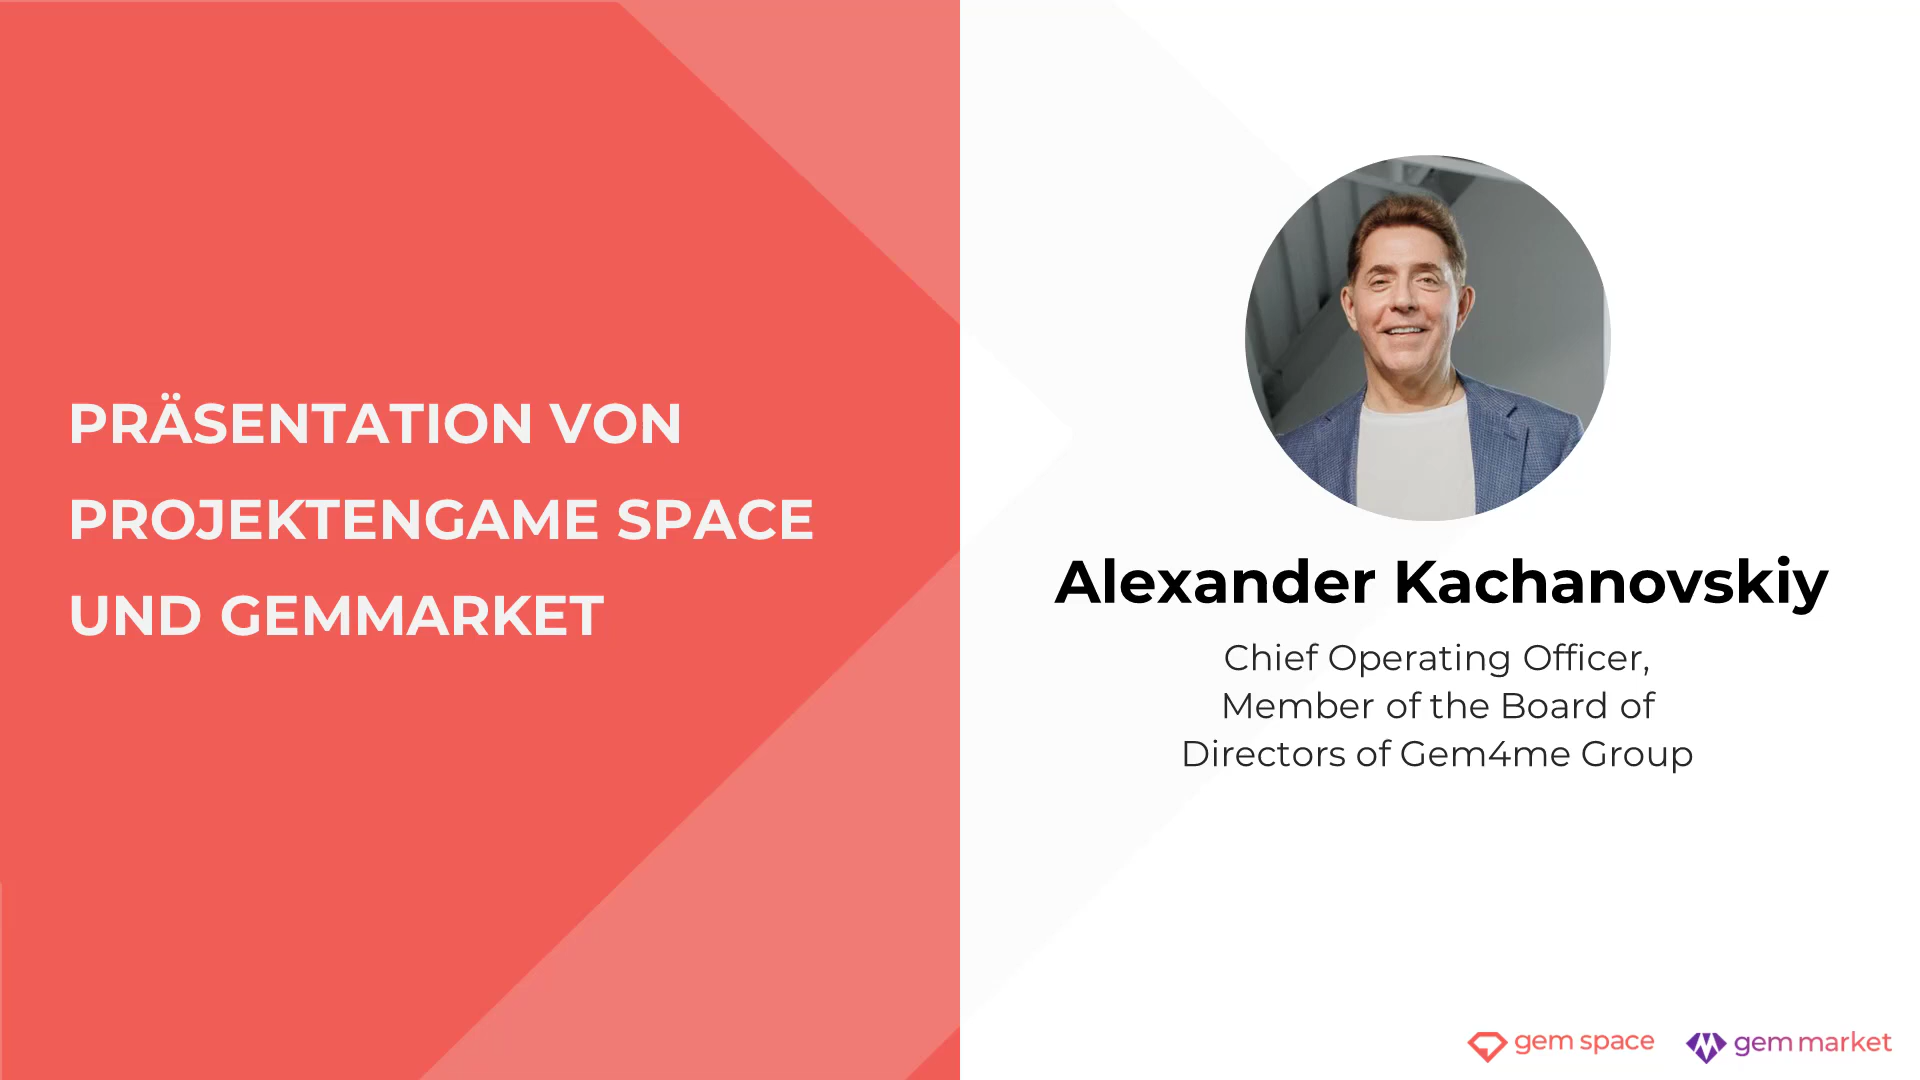 PRÄSENTATION VON
PROJEKTENGAME SPACE
UND GEMMARKET
Alexander Kachanovskiy
Chief Operating Officer,
Member of the Board of
Directors of Gem4me Group
gem space
gem market